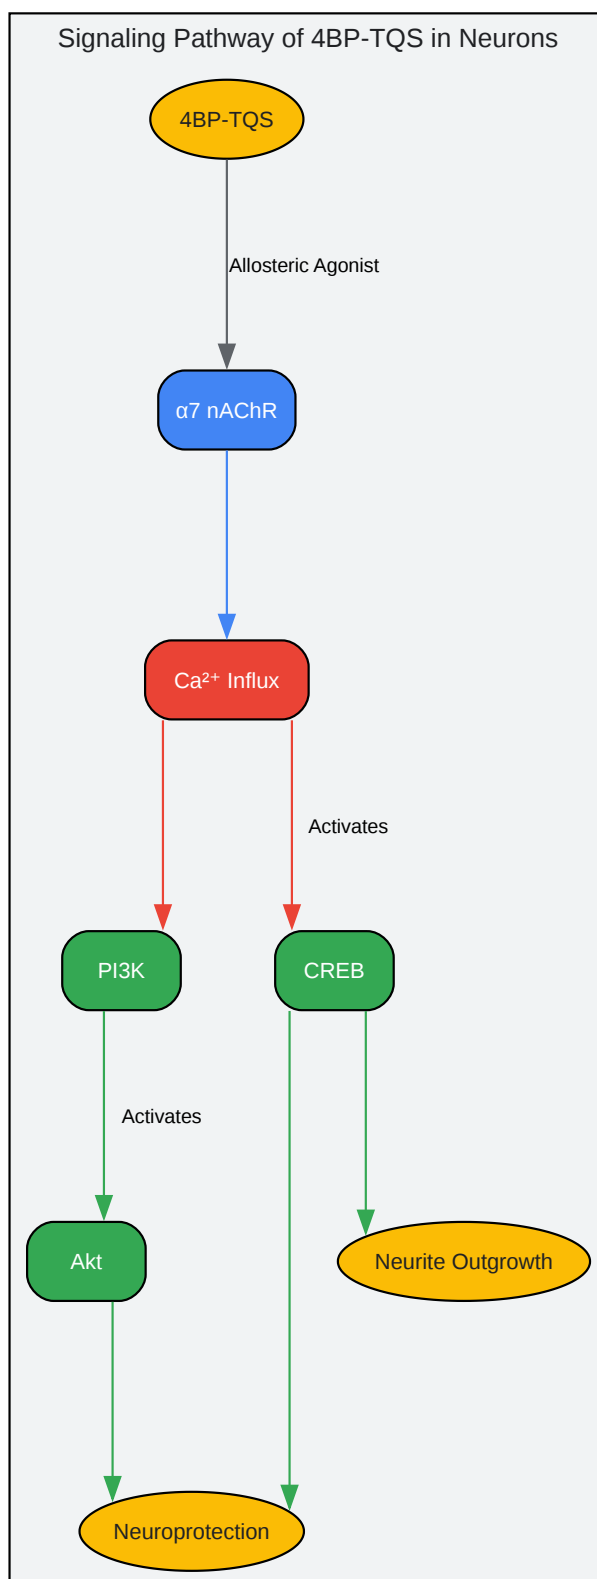 Signaling Pathway of 4BP-TQS in Neurons
4BP-TQS
Allosteric Agonist
α7 nAChR
Ca²⁺ Influx
Activates
PI3K
CREB
Activates
Akt
Neurite Outgrowth
Neuroprotection